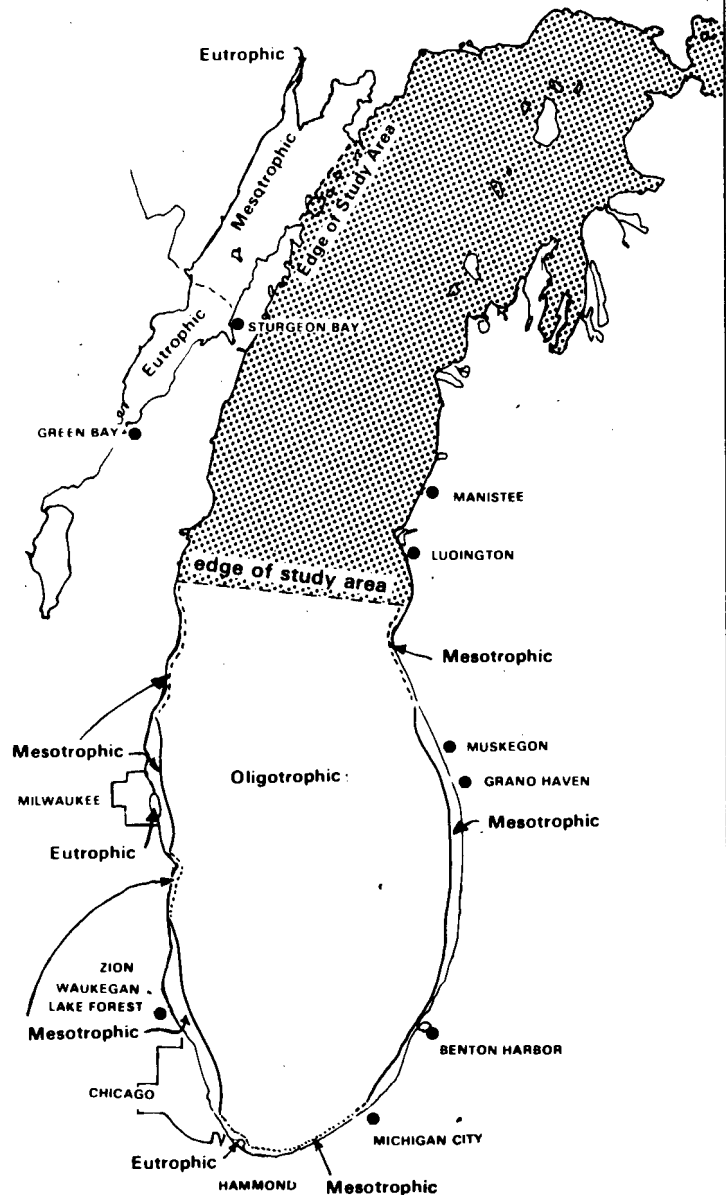 Eutrophic
Mesotrophic
Edge of Study Area
Eutrophic
STURGEON BAY
GREEN BAY
MANISTEE
LUDINGTON
edge of study area
Mesotrophic
MUSKEGON
Mesotrophic
Oligotrophic
GRAND HAVEN
MILWAUKEE
Mesotrophic
Eutrophic
ZION
WAUKEGAN
LAKE FOREST
Mesotrophic
BENTON HARBOR
CHICAGO
MICHIGAN CITY
Eutrophic
HAMMOND
Mesotrophic